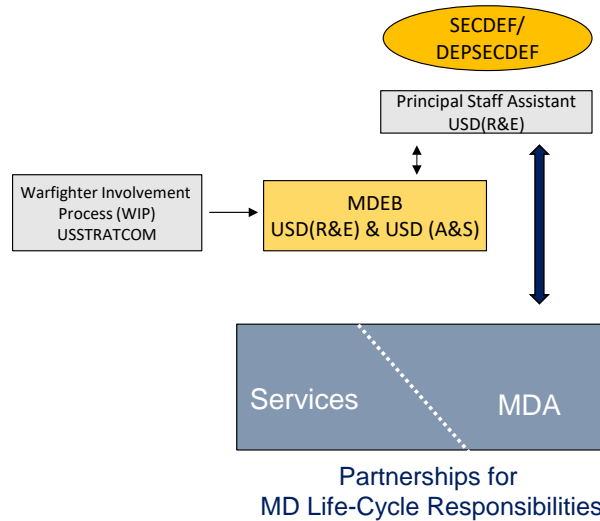 SECDEF/
DEPSECDEF
Principal Staff Assistant
USD(R&E)
Warfighter Involvement
Process (WIP)
USSTRATCOM
MDEB
USD(R&E) & USD (A&S)
Services
MDA
Partnerships for
MD Life-Cycle Responsibilities